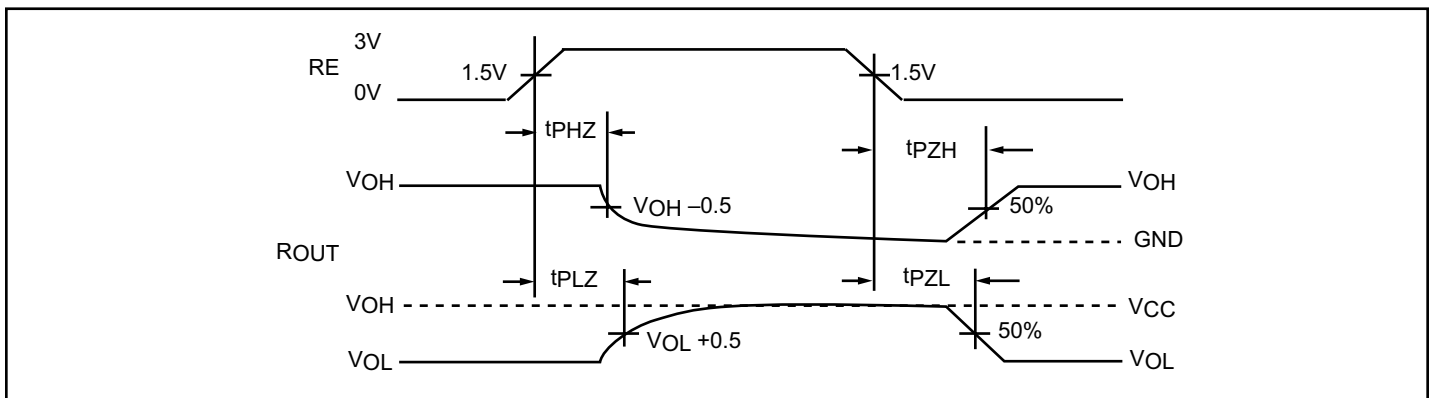 3V
RE
1.5V
1.5V
0V
tPHZ
tPZH
VOH
VOH
VOH –0.5
50%
ROUT
GND
tPLZ
tPZL
VOH
VCC
VOL +0.5
50%
VOL
VOL